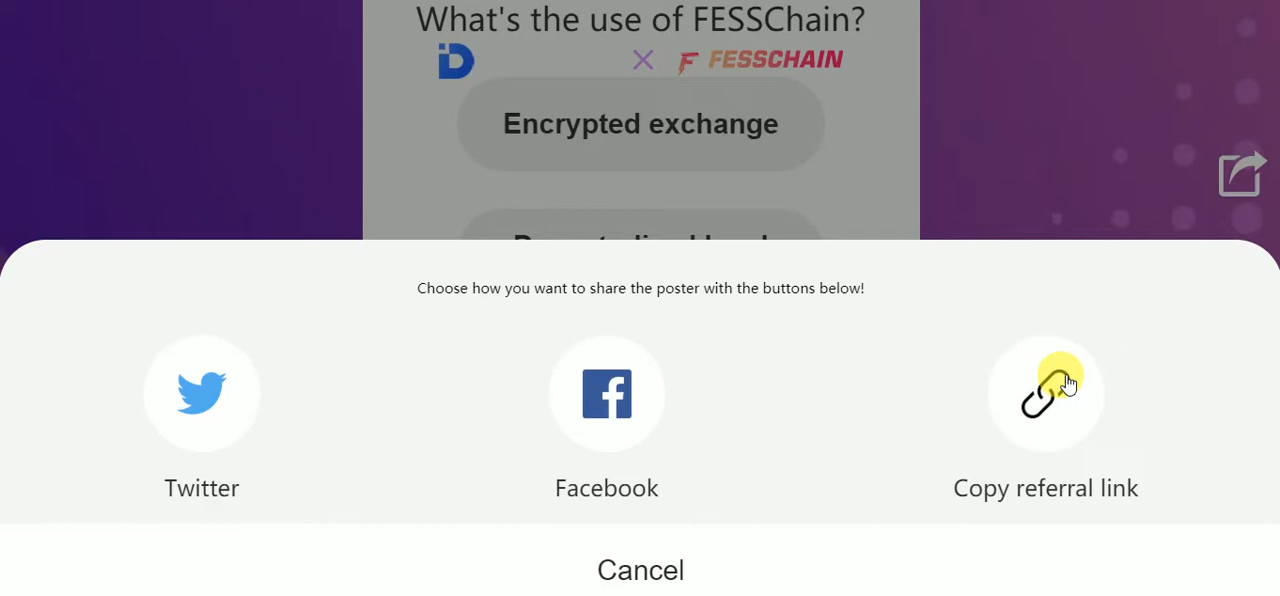 What's the use of FESSChain?
FESSCHAIN
Encrypted exchange
Choose how you want to share the poster with the buttons below!
Twitter
Facebook
Copy referral link
Cancel